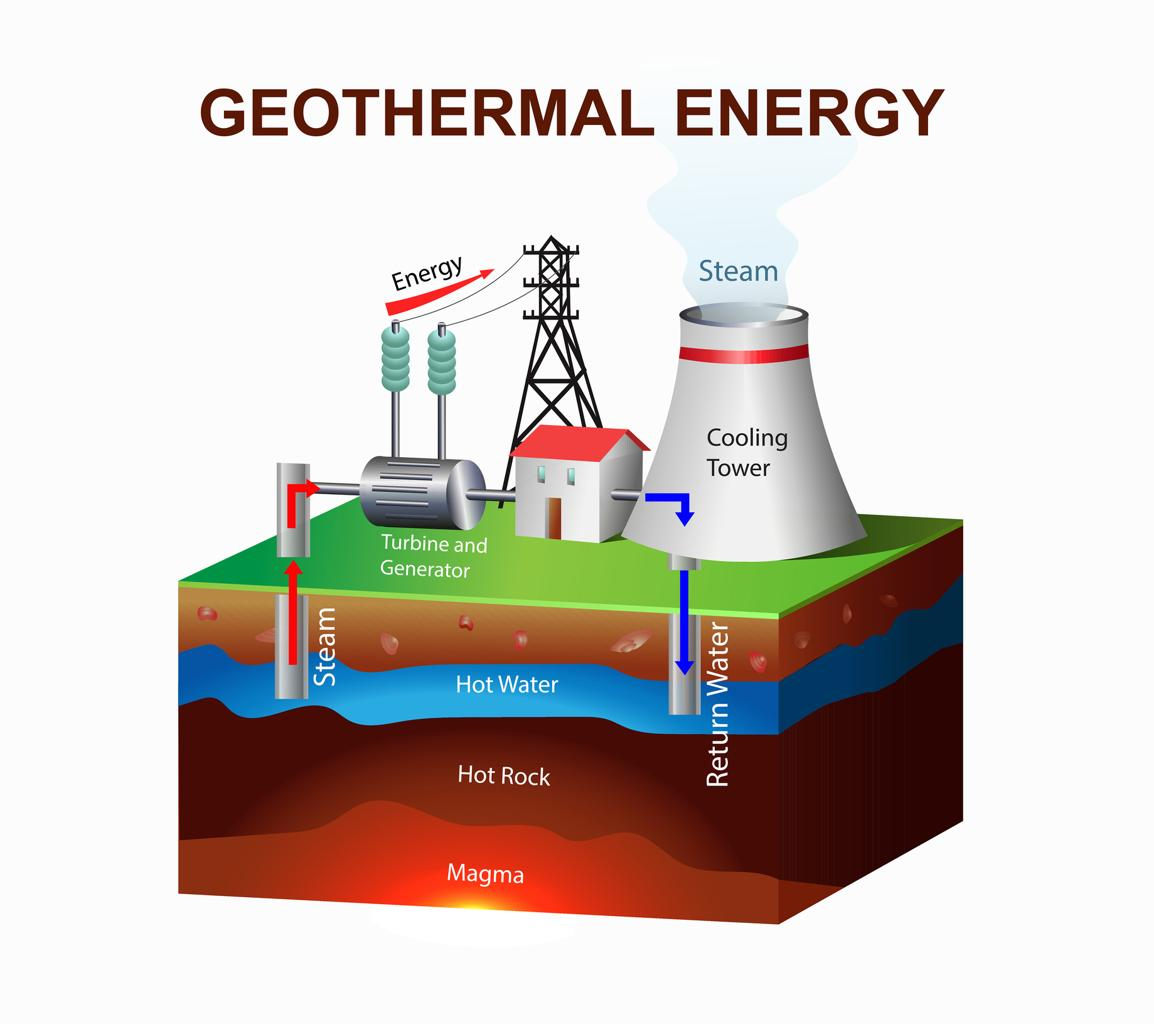 GEOTHERMAL ENERGY
Energy
Steam
Cooling
Tower
Turbine and
Generator
Steam
Hot Water
Return Water
Hot Rock
Magma